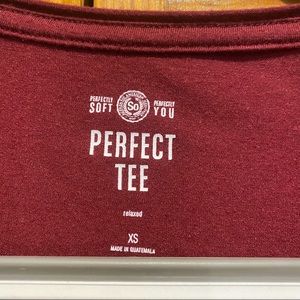 PERFECTLY SOFT
So
PERFECTLY YOU
PERFECT
TEE
relaxed
XS
MADE IN GUATEMALA